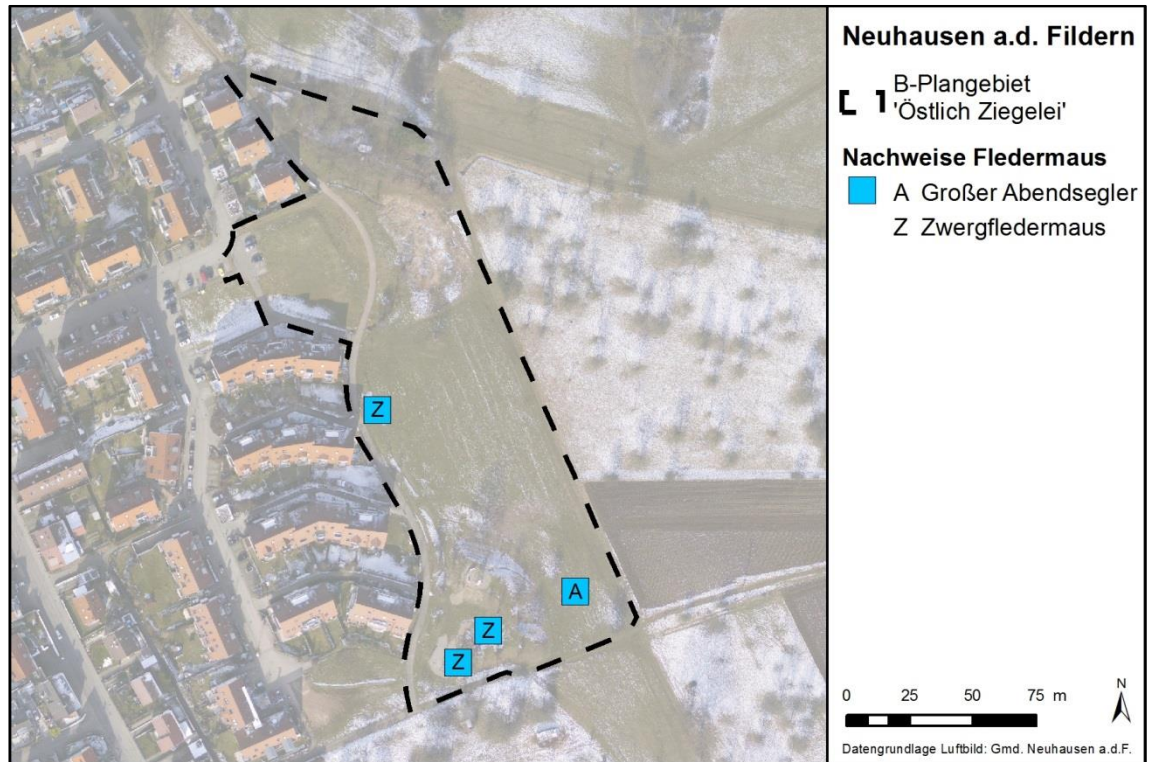 Neuhausen a.d. Fildern
B-Plangebiet
'Östlich Ziegelei'
Nachweise Fledermaus
A Großer Abendsegler
Z Zwergfledermaus
Z
A
Z
Z
0 25 50 75 m
N
Datengrundlage Luftbild: Gmd. Neuhausen a.d.F.